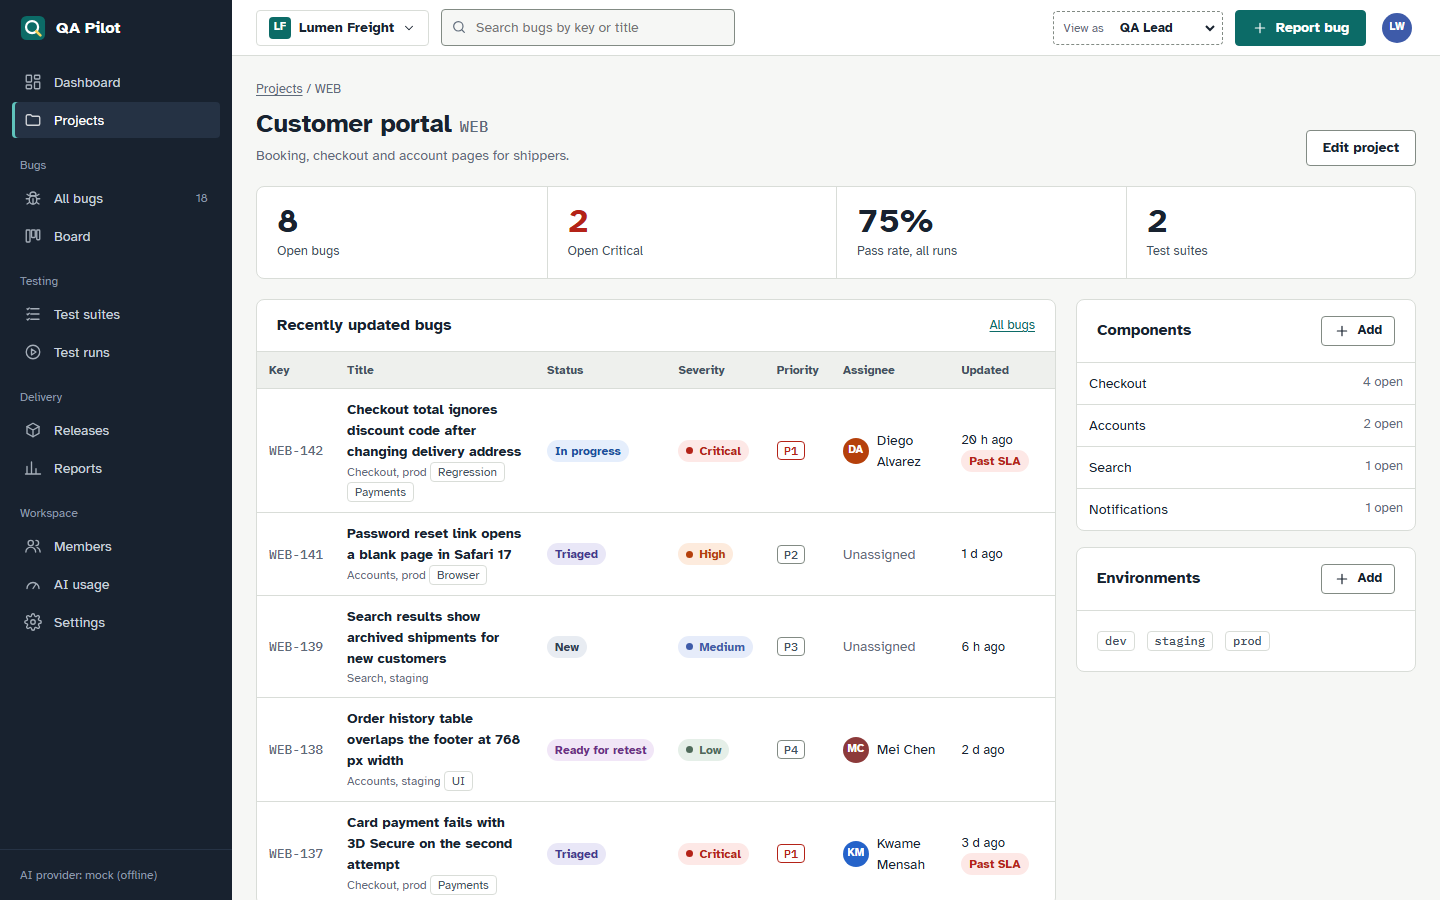 QA Pilot
Dashboard
Projects
Bugs
All bugs 18
Board
Testing
Test suites
Test runs
Delivery
Releases
Reports
Workspace
Members
AI usage
Settings
AI provider: mock (offline)
LF Lumen Freight
Search bugs by key or title
View as QA Lead
Report bug
LW
Projects / WEB
Customer portal WEB
Booking, checkout and account pages for shippers.
Edit project
8
Open bugs
2
Open Critical
75%
Pass rate, all runs
2
Test suites
Recently updated bugs
All bugs
Key Title Status Severity Priority Assignee Updated
WEB-142
Checkout total ignores
discount code after
changing delivery address
Checkout, prod Regression
Payments
In progress
Critical
P1
DA
Diego
Alvarez
20 h ago
Past SLA
WEB-141
Password reset link opens
a blank page in Safari 17
Accounts, prod Browser
Triaged
High
P2
Unassigned
1 d ago
WEB-139
Search results show
archived shipments for
new customers
Search, staging
New
Medium
P3
Unassigned
6 h ago
WEB-138
Order history table
overlaps the footer at 768
px width
Accounts, staging UI
Ready for retest
Low
P4
MC
Mei Chen
2 d ago
WEB-137
Card payment fails with
3D Secure on the second
attempt
Checkout, prod Payments
Triaged
Critical
P1
KM
Kwame
Mensah
3 d ago
Past SLA
Components
Add
Checkout 4 open
Accounts 2 open
Search 1 open
Notifications 1 open
Environments
Add
dev staging prod